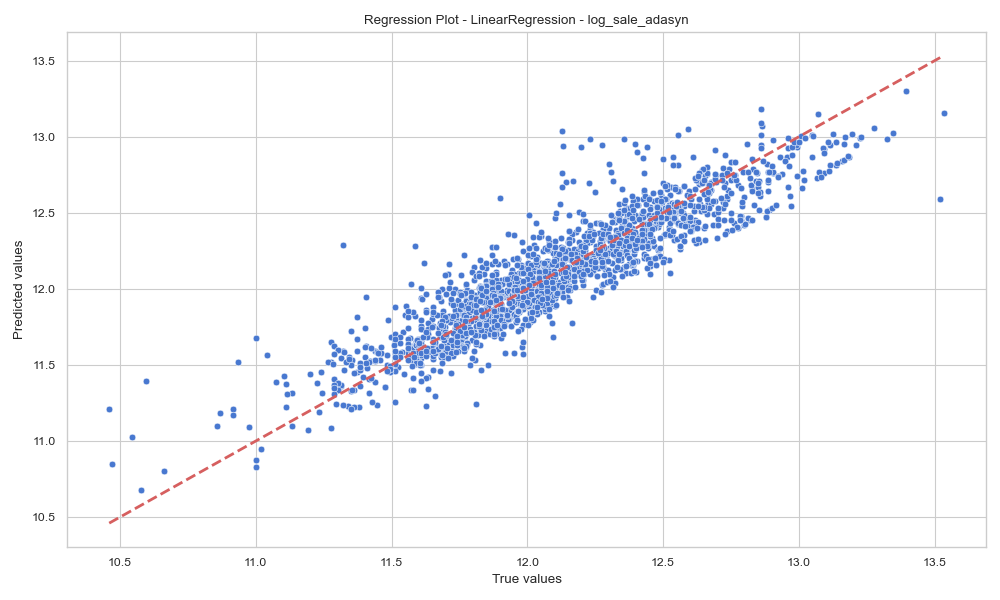 Regression Plot - LinearRegression - log_sale_adasyn
Predicted values
13.5
13.0
12.5
12.0
11.5
11.0
10.5
10.5 11.0 11.5 12.0 12.5 13.0 13.5
True values